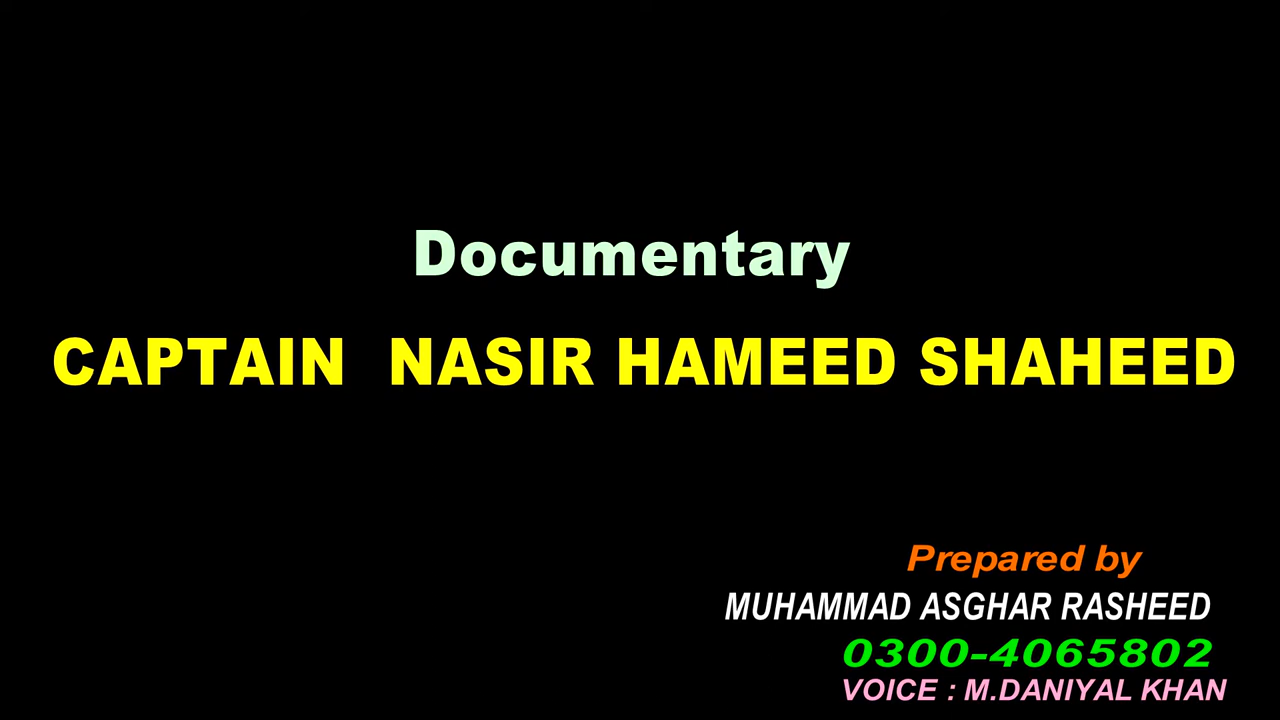 Documentary
CAPTAIN NASIR HAMEED SHAHEED
Prepared by
MUHAMMAD ASGHAR RASHEED
0300-4065802
VOICE : M.DANIYAL KHAN